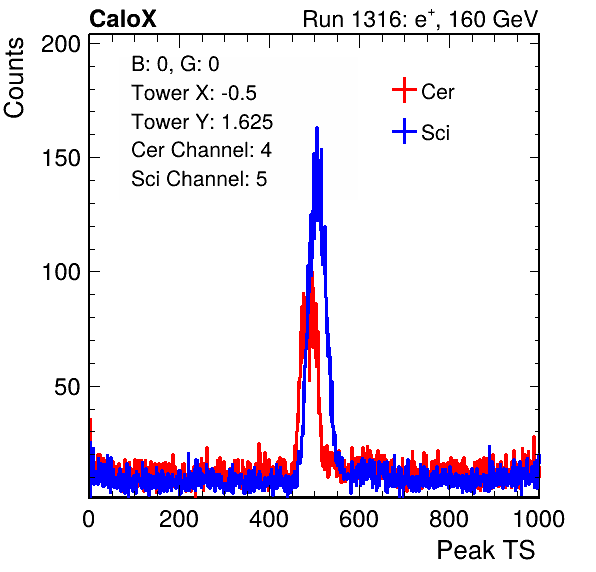 CaloX Run 1316: e+, 160 GeV
Counts
200
150
100
50
B: 0, G: 0
Tower X: -0.5
Tower Y: 1.625
Cer Channel: 4
Sci Channel: 5
Cer
Sci
0 200 400 600 800 1000
Peak TS